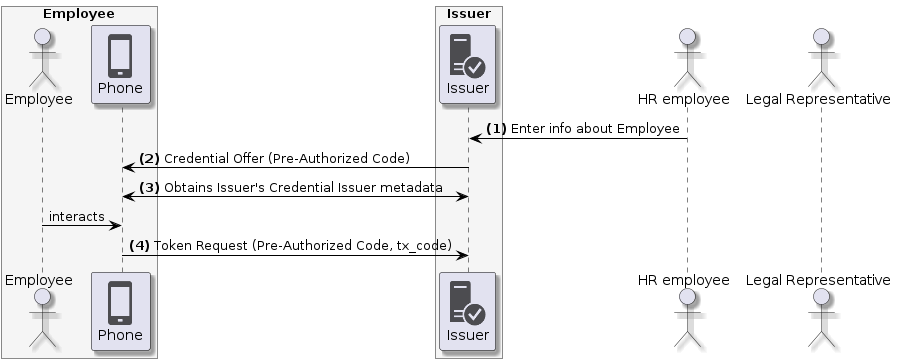 Employee
Issuer
Employee
Phone
Issuer
HR employee
Legal Representative
(1) Enter info about Employee
(2) Credential Offer (Pre-Authorized Code)
(3) Obtains Issuer's Credential Issuer metadata
interacts
(4) Token Request (Pre-Authorized Code, tx_code)
Employee
HR employee
Legal Representative
Phone
Issuer